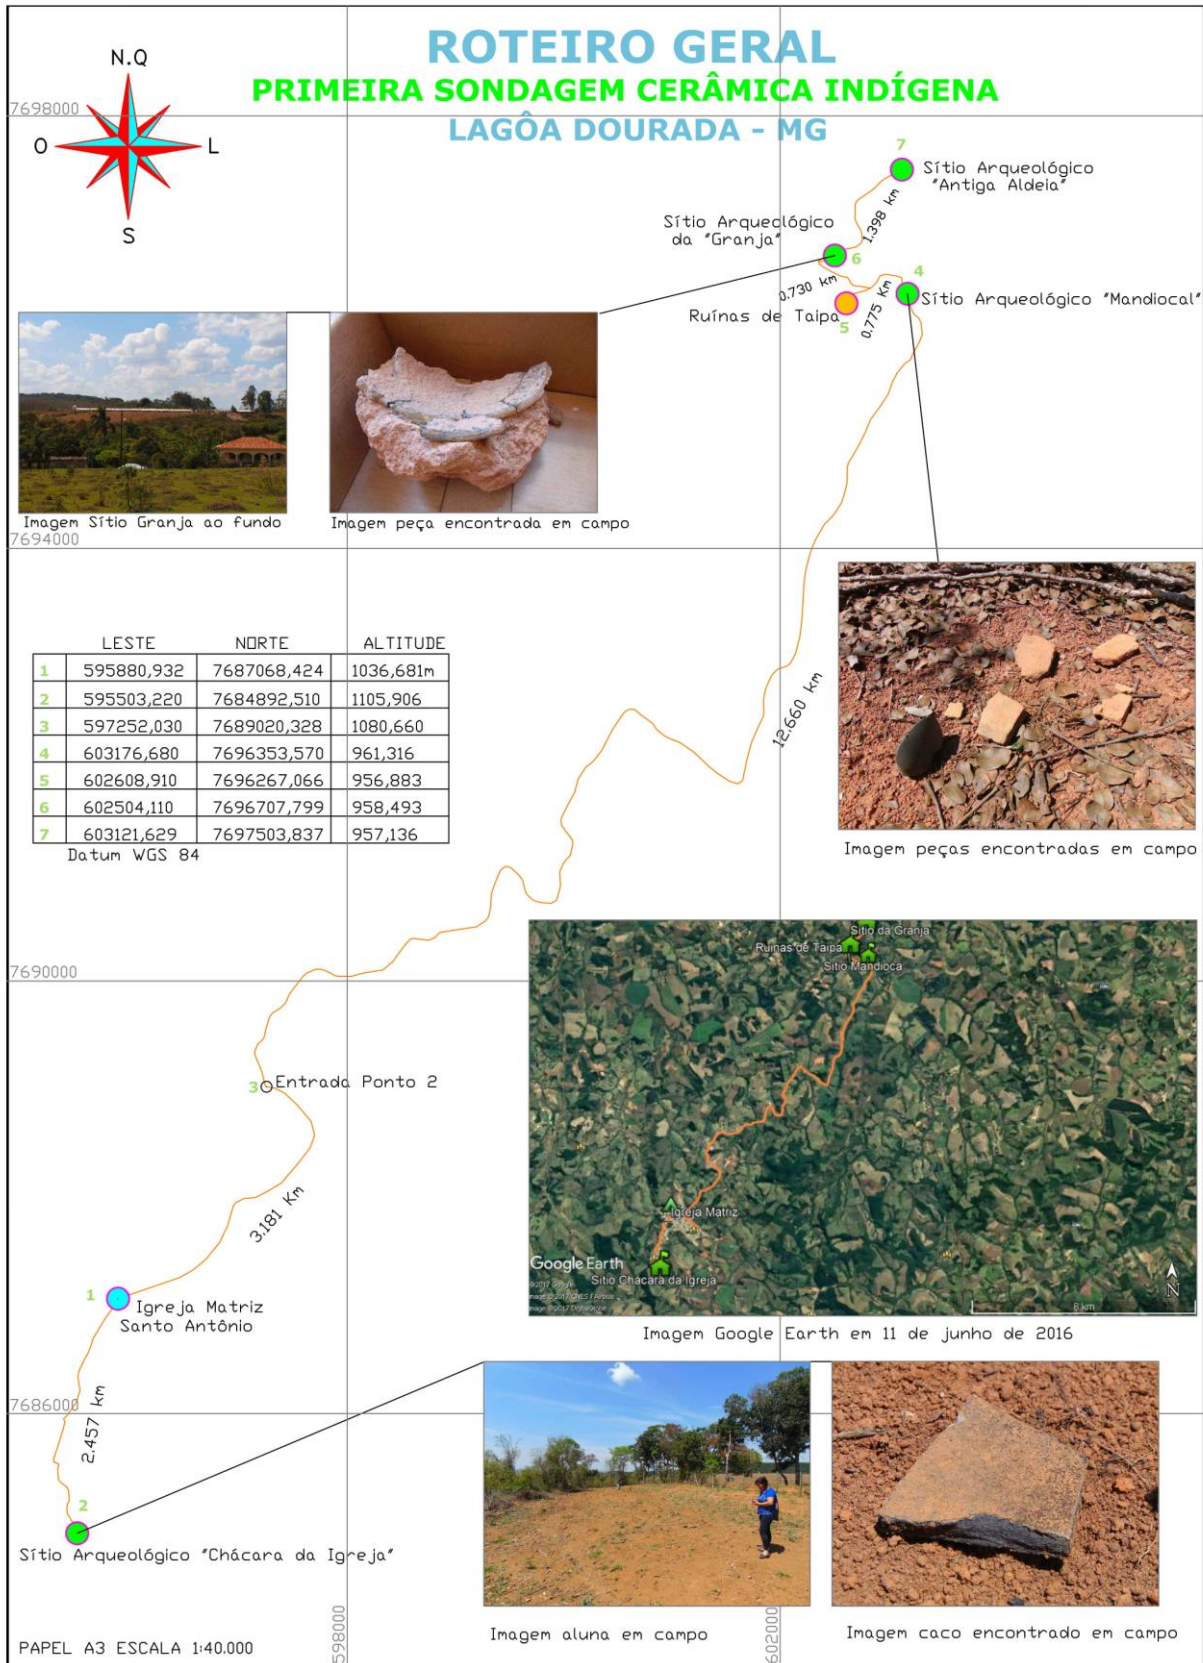 ROTEIRO GERAL
PRIMEIRA SONDAGEM CERÂMICA INDÍGENA
LAGÔA DOURADA - MG
N.Q
O
L
S
7698000
7
Sítio Arqueológico
"Antiga Aldeia"
1.398 km
Sítio Arqueológico
da "Granja"
6
4
0.730 km
Sítio Arqueológico "Mandiocal"
Ruínas de Taipa
5
0.775 Km
Imagem Sítio Granja ao fundo
Imagem peça encontrada em campo
7694000
LESTE NORTE ALTITUDE
1 595880,932 7687068,424 1036,681m
2 595503,220 7684892,510 1105,906
3 597252,030 7689020,328 1080,660
4 603176,680 7696353,570 961,316
5 602608,910 7696267,066 956,883
6 602504,110 7696707,799 958,493
7 603121,629 7697503,837 957,136
Datum WGS 84
12.660 km
Imagem peças encontradas em campo
7690000
Sitio da Granja
Ruinas de Taipa
Sitio Mandioca
3 Entrada Ponto 2
3.181 Km
Igreja Matriz
Google Earth
Sitio Chacara da Igreja
N
8 km
1
Igreja Matriz
Santo Antônio
Imagem Google Earth em 11 de junho de 2016
7686000
2.457 km
2
Sítio Arqueológico "Chácara da Igreja"
598000
602000
Imagem aluna em campo
Imagem caco encontrado em campo
PAPEL A3 ESCALA 1:40.000